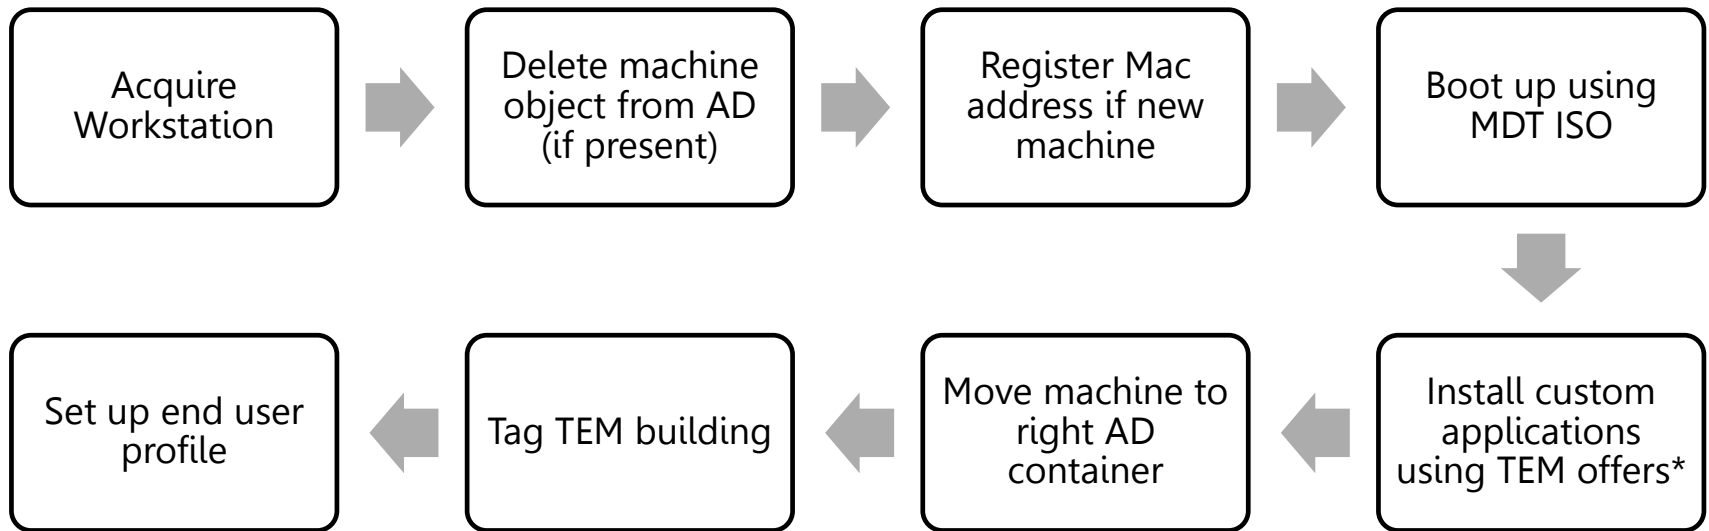 Acquire
Workstation
Delete machine
object from AD
(if present)
Register Mac
address if new
machine
Boot up using
MDT ISO
Install custom
applications
using TEM offers*
Move machine to
right AD
container
Tag TEM building
Set up end user
profile